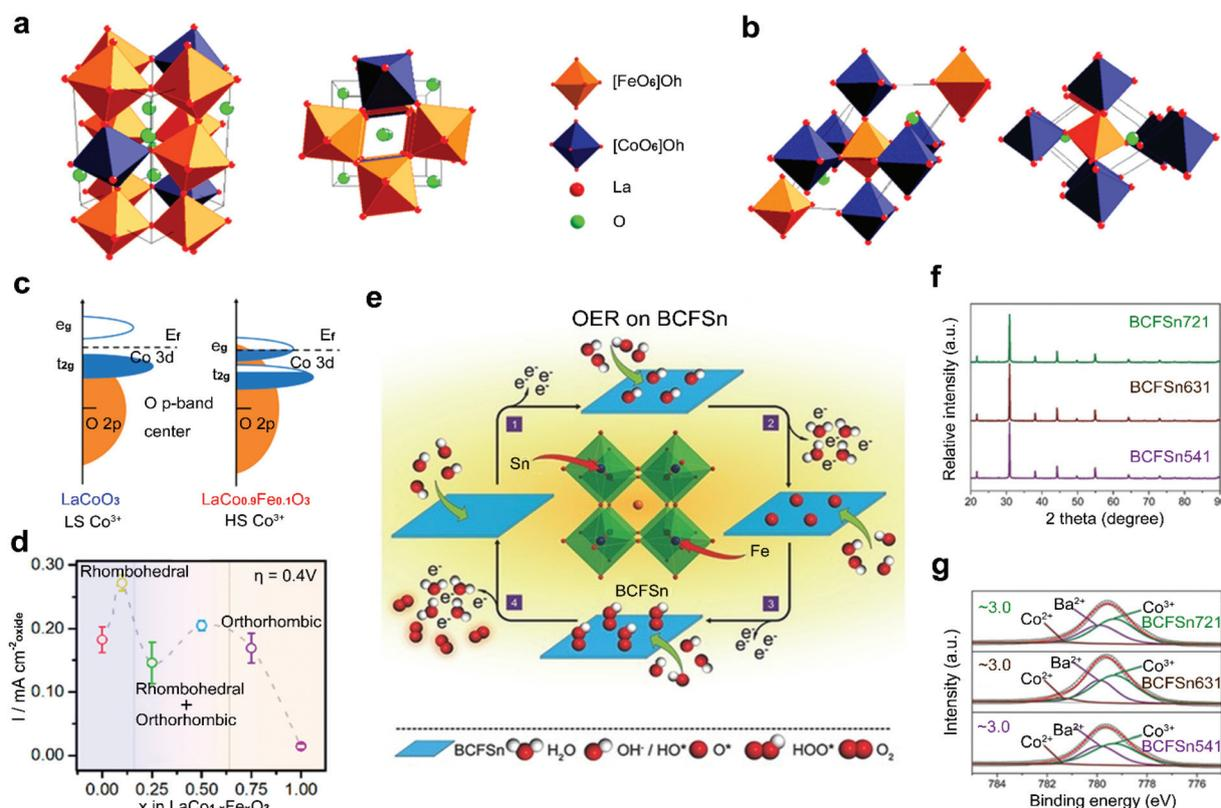 a
[FeO₆]Oh
[CoO₆]Oh
La
O
b
c
eg
Ef
Co 3d
t2g
O 2p
O p-band
center
LaCoO₃
LS Co³⁺
eg
Ef
Co 3d
t2g
O 2p
LaCo0.9Fe0.1O₃
HS Co³⁺
d
I / mA cm⁻²oxide
0.30
0.20
0.10
0.00
Rhombohedral
η = 0.4V
Orthorhombic
Rhombohedral
+
Orthorhombic
0.00 0.25 0.50 0.75 1.00
e
OER on BCFSn
e⁻ e⁻ e⁻ e⁻
1
2
e⁻
e⁻ e⁻
e⁻
Sn
Fe
BCFSn
e⁻
e⁻ e⁻
e⁻
4
3
e⁻ e⁻ e⁻ e⁻
BCFSn H₂O OH⁻ / HO* O* HOO* O₂
f
Relative intensity (a.u.)
BCFSn721
BCFSn631
BCFSn541
20 30 40 50 60 70 80
2 theta (degree)
g
Intensity (a.u.)
~3.0 Co²⁺ Ba²⁺ Co³⁺
BCFSn721
~3.0 Co²⁺ Ba²⁺ Co³⁺
BCFSn631
~3.0 Co²⁺ Ba²⁺ Co³⁺
BCFSn541
784 782 780 778 776
Binding energy (eV)